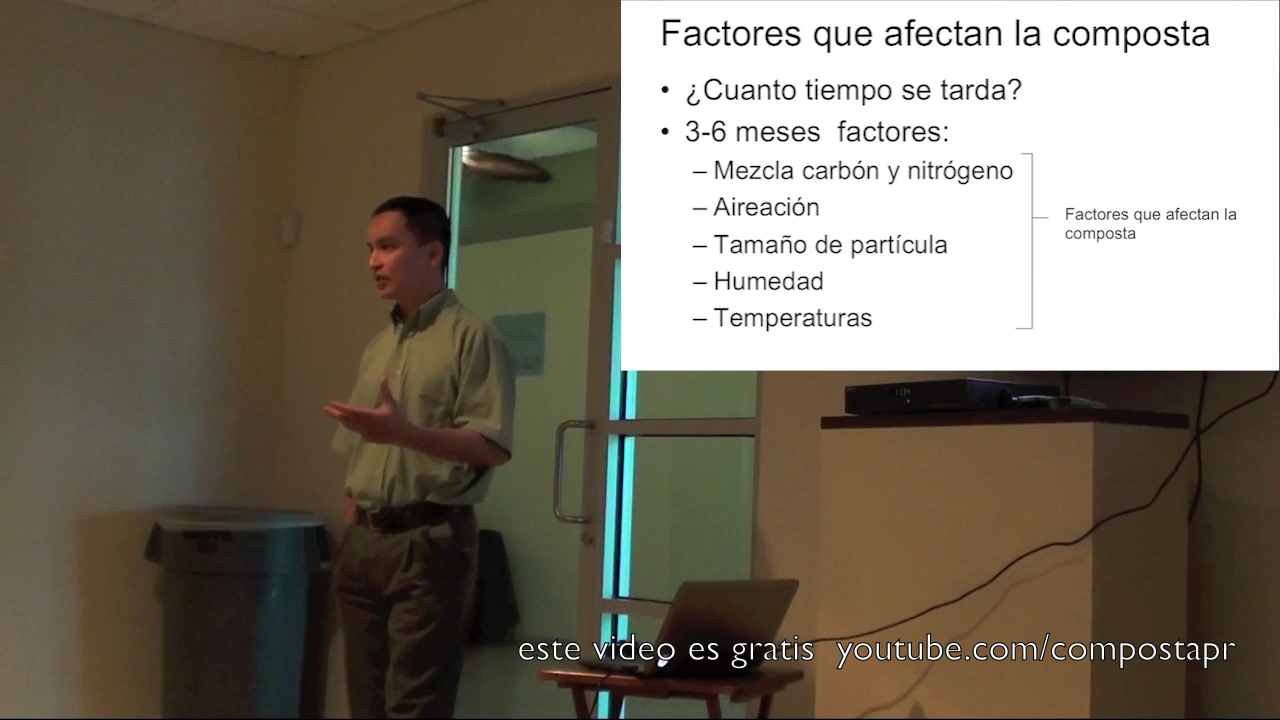 Factores que afectan la composta
• ¿Cuanto tiempo se tarda?
• 3-6 meses factores:
– Mezcla carbón y nitrógeno
– Aireación
– Tamaño de partícula
– Humedad
– Temperaturas
Factores que afectan la
composta
este video es gratis youtube.com/compostapr